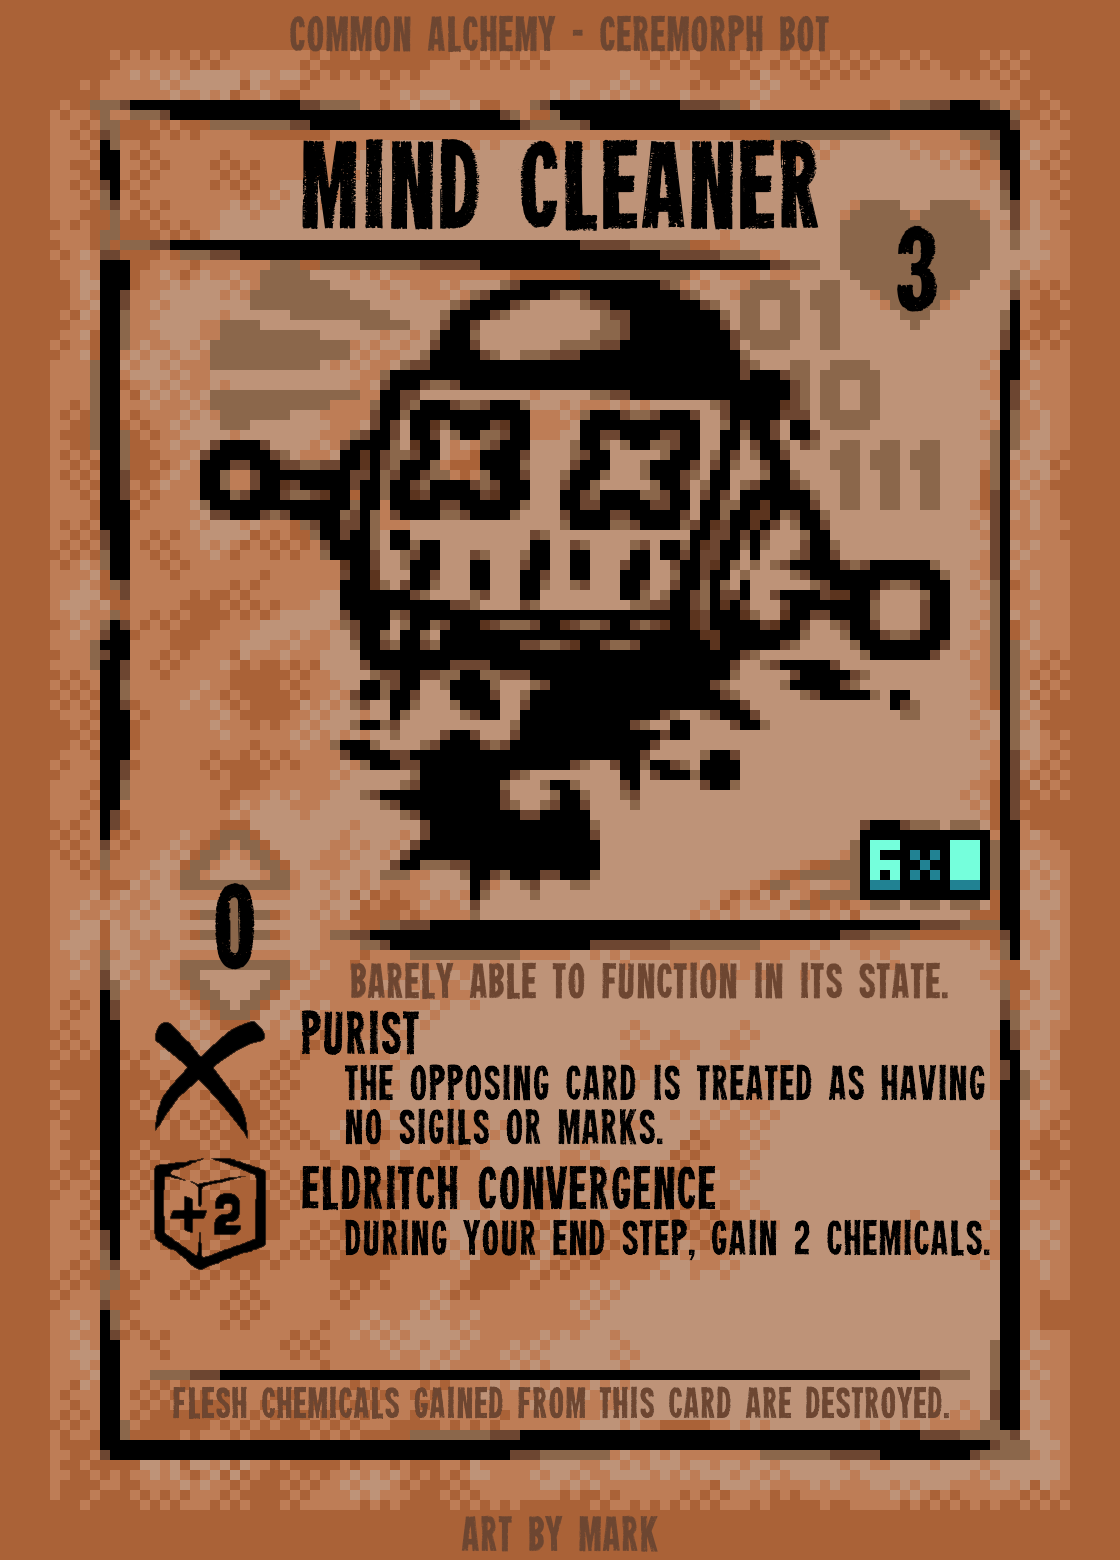 COMMON ALCHEMY - CEREMORPH BOT
MIND CLEANER
3
01
10
111
6x
0
BARELY ABLE TO FUNCTION IN ITS STATE.
PURIST
THE OPPOSING CARD IS TREATED AS HAVING
NO SIGILS OR MARKS.
+2
ELDRITCH CONVERGENCE
DURING YOUR END STEP, GAIN 2 CHEMICALS.
FLESH CHEMICALS GAINED FROM THIS CARD ARE DESTROYED.
ART BY MARK